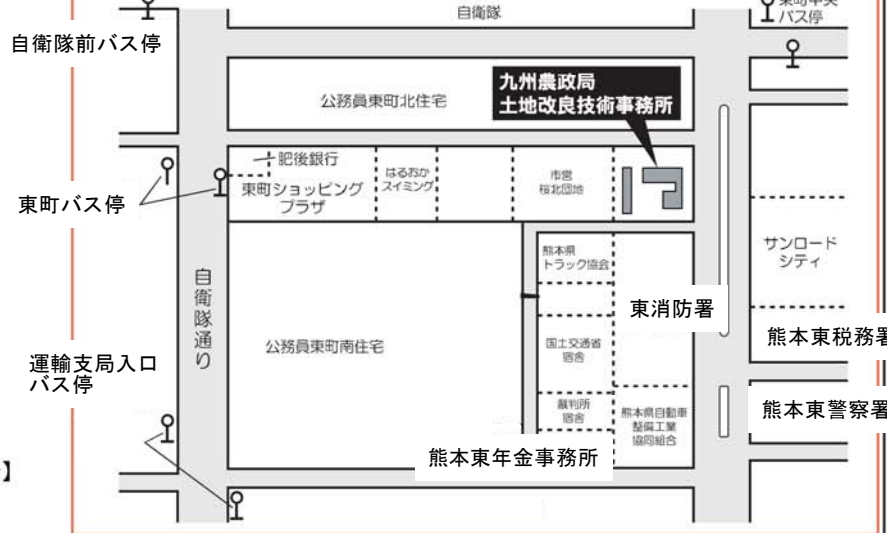 自衛隊
東町中央
バス停
自衛隊前バス停
九州農政局
土地改良技術事務所
公務員東町北住宅
肥後銀行
東町ショッピング
プラザ
はるおか
スイミング
市営
桜北団地
東町バス停
熊本県
トラック協会
サンロード
シティ
自衛隊通り
東消防署
国土交通省
宿舎
公務員東町南住宅
熊本東税務署
運輸支局入口
バス停
裁判所
宿舎
熊本県自動車
整備工業
協同組合
熊本東警察署
熊本東年金事務所
】